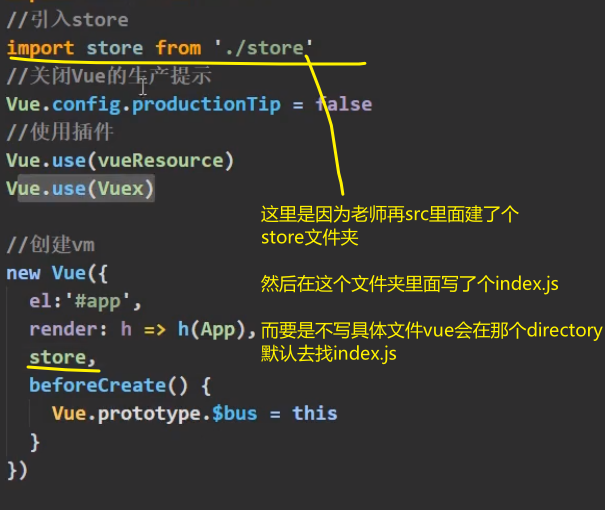 //引入store
import store from './store'
//关闭Vue的生产提示
Vue.config.productionTip = false
//使用插件
Vue.use(vueResource)
Vue.use(Vuex)
//创建vm
new Vue({
el:'#app',
render: h => h(App),
store,
beforeCreate() {
Vue.prototype.$bus = this
}
})
这里是因为老师再src里面建了个
store文件夹
然后在这个文件夹里面写了个index.js
而要是不写具体文件vue会在那个directory
默认去找index.js